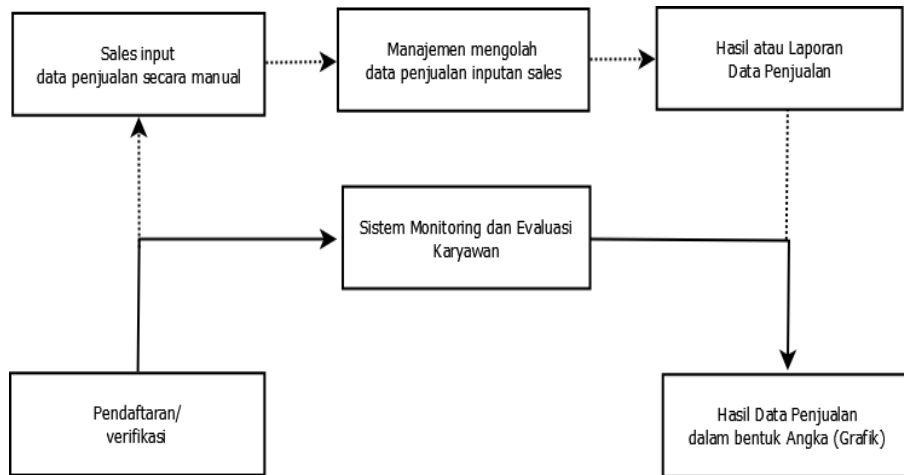 Sales input
data penjualan secara manual
Manajemen mengolah
data penjualan inputan sales
Hasil atau Laporan
Data Penjualan
Sistem Monitoring dan Evaluasi
Karyawan
Pendaftaran/
verifikasi
Hasil Data Penjualan
dalam bentuk Angka (Grafik)